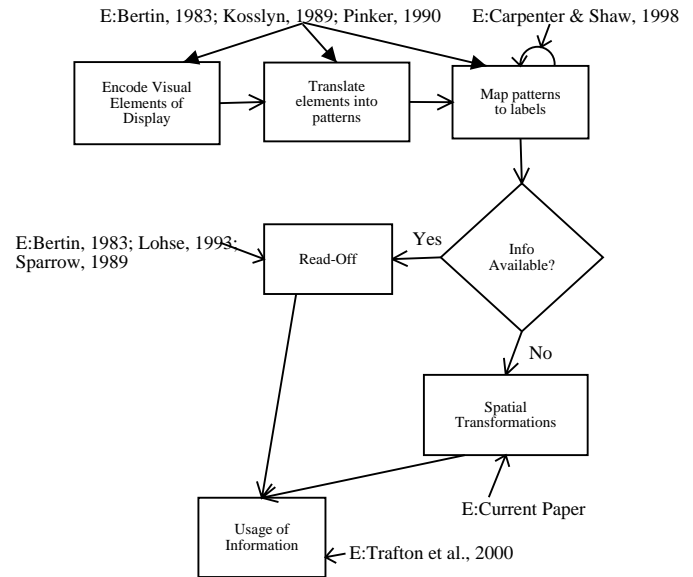 E:Bertin, 1983; Kosslyn, 1989; Pinker, 1990
E:Carpenter & Shaw, 1998
Encode Visual
Elements of
Display
Translate
elements into
patterns
Map patterns
to labels
E:Bertin, 1983; Lohse, 1993;
Sparrow, 1989
Read-Off
Yes
Info
Available?
No
Spatial
Transformations
E:Current Paper
Usage of
Information
E:Trafton et al., 2000